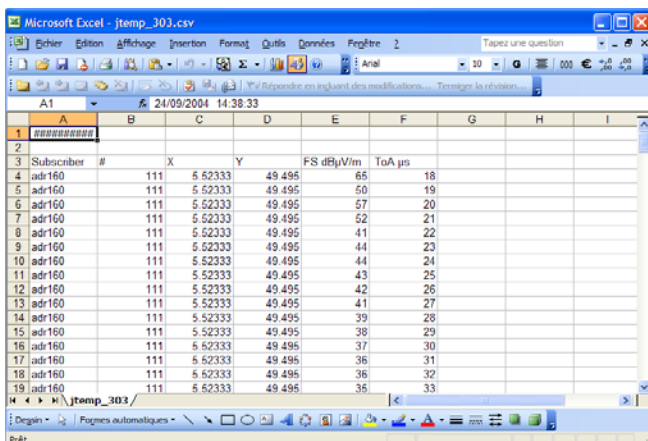 Microsoft Excel - jtemp_303.csv
Fichier Edition Affichage Insertion Format Outils Données Fenêtre ? Tapez une question
Arial 10 G 000 €
Répondre en incluant des modifications... Terminer la révision...
A1 fx 24/09/2004 14:38:33
A B C D E F G H I
1 ##########
2
3 Subscriber # X Y FS dBµV/m ToA µs
4 adr160 111 5.52333 49.495 65 18
5 adr160 111 5.52333 49.495 50 19
6 adr160 111 5.52333 49.495 57 20
7 adr160 111 5.52333 49.495 52 21
8 adr160 111 5.52333 49.495 41 22
9 adr160 111 5.52333 49.495 44 23
10 adr160 111 5.52333 49.495 44 24
11 adr160 111 5.52333 49.495 43 25
12 adr160 111 5.52333 49.495 42 26
13 adr160 111 5.52333 49.495 41 27
14 adr160 111 5.52333 49.495 39 28
15 adr160 111 5.52333 49.495 38 29
16 adr160 111 5.52333 49.495 37 30
17 adr160 111 5.52333 49.495 36 31
18 adr160 111 5.52333 49.495 36 32
19 adr160 111 5.52333 49.495 35 33
jtemp_303
Dessin Formes automatiques
Prêt